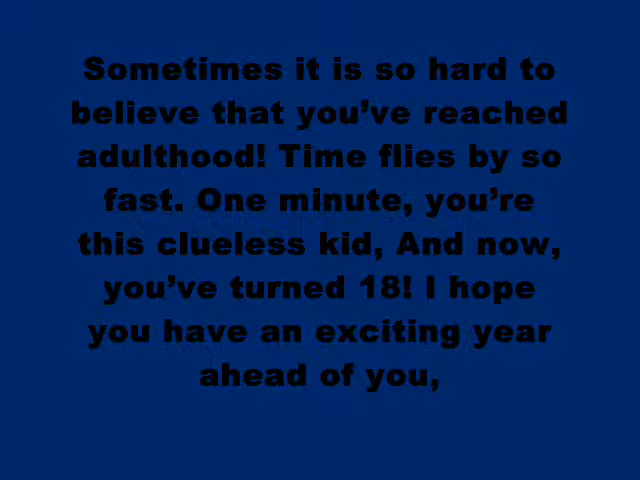 Sometimes it is so hard to
believe that you’ve reached
adulthood! Time flies by so
fast. One minute, you’re
this clueless kid, And now,
you’ve turned 18! I hope
you have an exciting year
ahead of you,